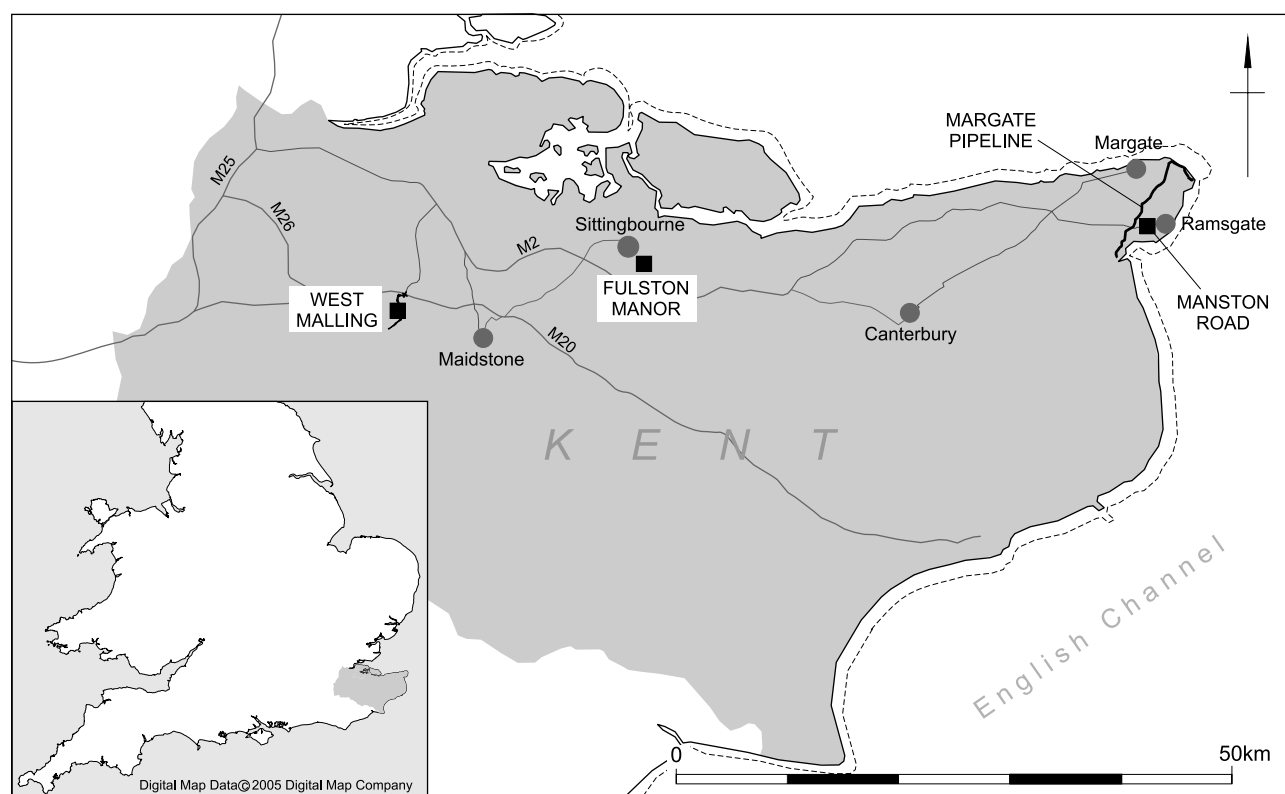 MARGATE
PIPELINE
Margate
M25
M26
Sittingbourne
M2
Ramsgate
WEST
MALLING
FULSTON
MANOR
MANSTON
ROAD
Maidstone
M20
Canterbury
K E N T
English Channel
0
50km
Digital Map Data © 2005 Digital Map Company